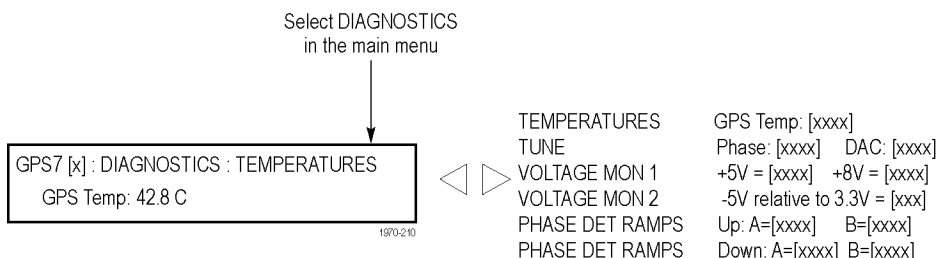 Select DIAGNOSTICS
in the main menu
GPS7 [x] : DIAGNOSTICS : TEMPERATURES
GPS Temp: 42.8 C
1970-210
TEMPERATURES GPS Temp: [xxxx]
TUNE Phase: [xxxx] DAC: [xxxx]
VOLTAGE MON 1 +5V = [xxxx] +8V = [xxxx]
VOLTAGE MON 2 -5V relative to 3.3V = [xxx]
PHASE DET RAMPS Up: A=[xxxx] B=[xxxx]
PHASE DET RAMPS Down: A=[xxxx] B=[xxxx]